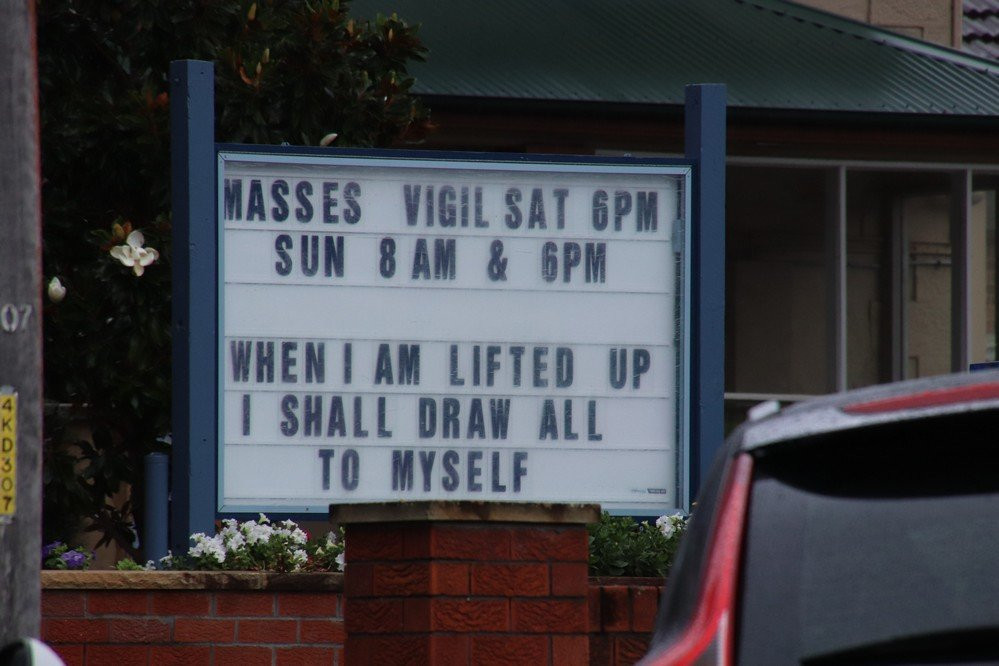 MASSES VIGIL SAT 6PM
SUN 8 AM & 6PM
WHEN I AM LIFTED UP
I SHALL DRAW ALL
TO MYSELF
07
4KD307